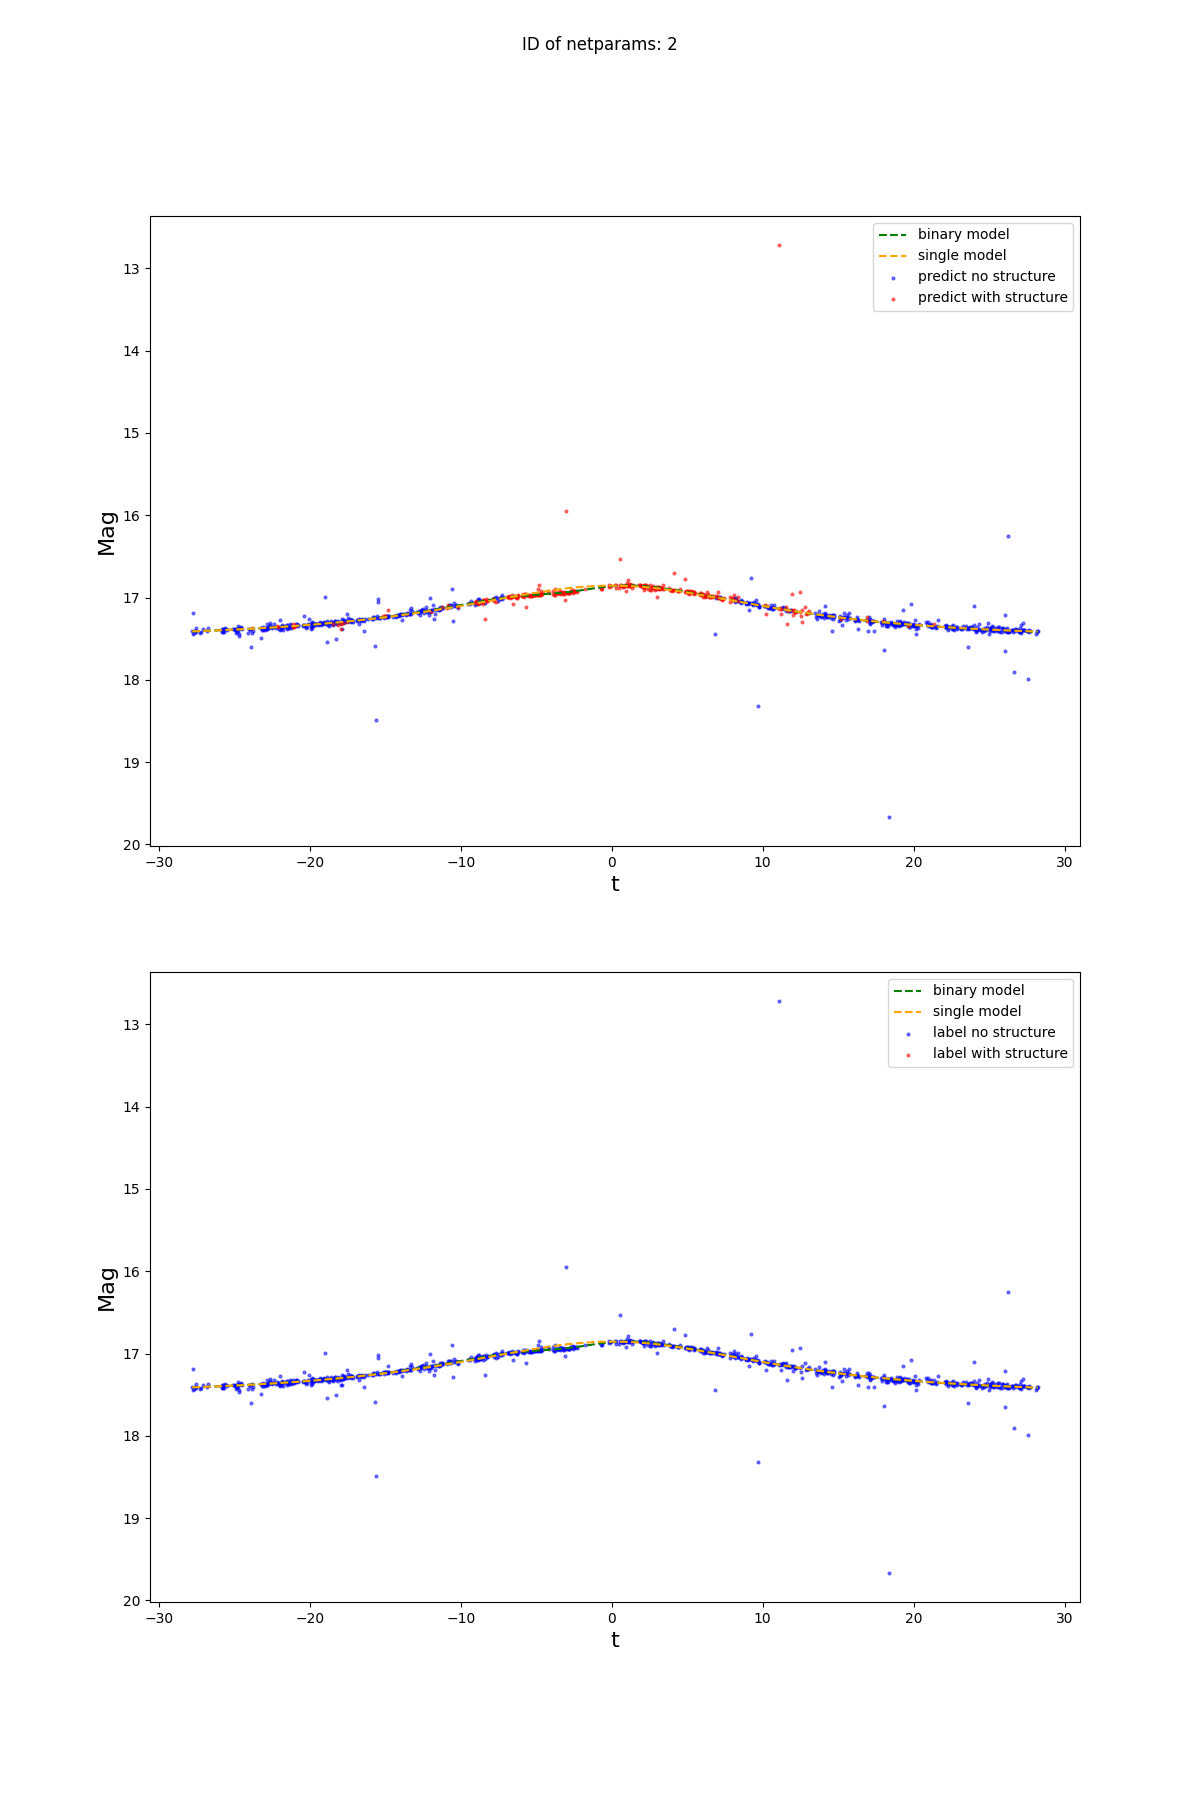 ID of netparams: 2
binary model
single model
predict no structure
predict with structure
13
14
15
16
17
18
19
20
Mag
−30
−20
−10
0
10
20
30
t
binary model
single model
label no structure
label with structure
13
14
15
16
17
18
19
20
Mag
−30
−20
−10
0
10
20
30
t